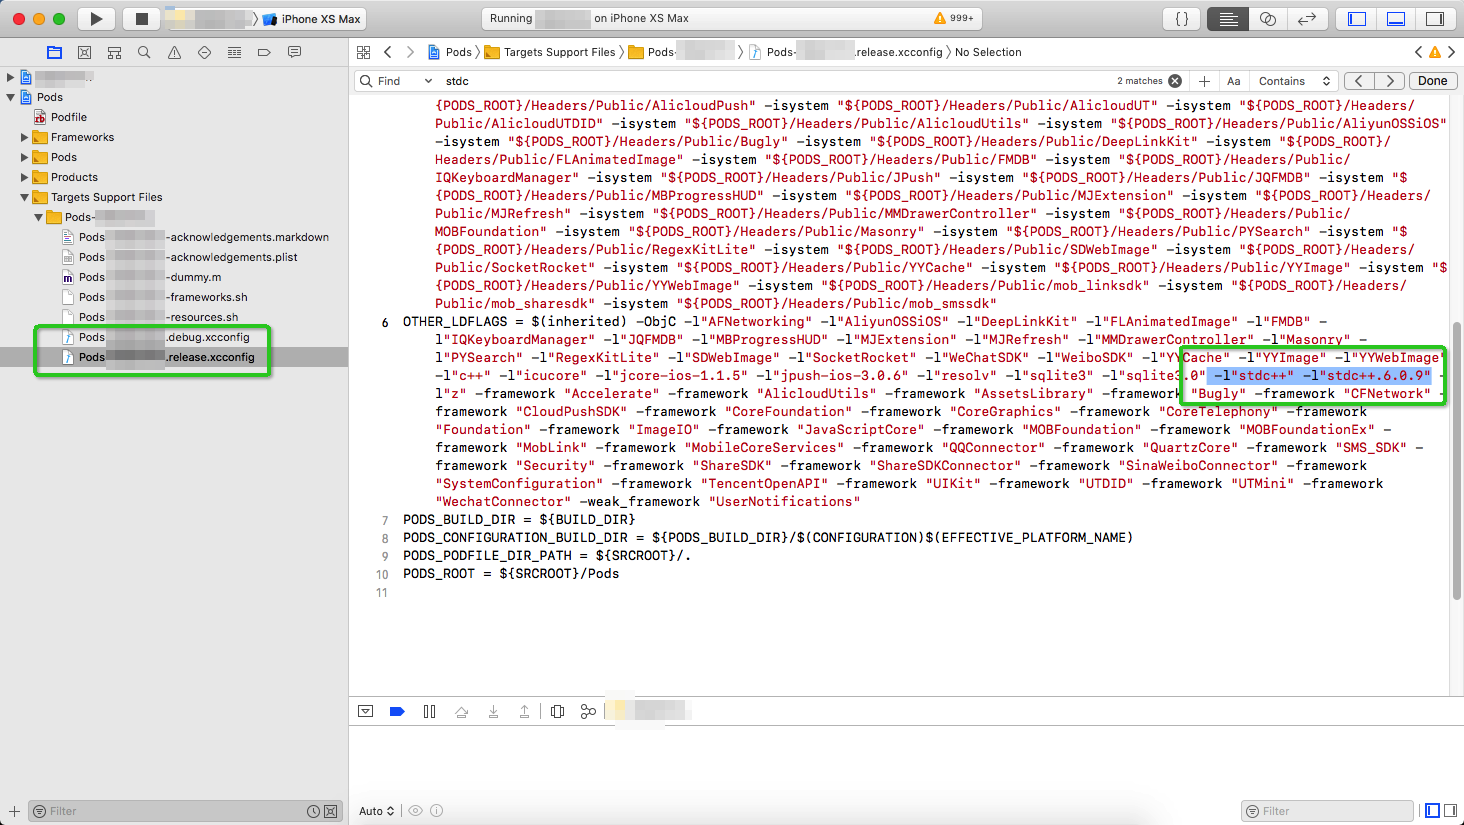 iPhone XS Max
Running on iPhone XS Max
999+
{ }
Pods
Podfile
Frameworks
Pods
Products
Targets Support Files
Pods-
Pods -acknowledgements.markdown
Pods -acknowledgements.plist
Pods -dummy.m
Pods -frameworks.sh
Pods -resources.sh
Pods .debug.xcconfig
Pods .release.xcconfig
Filter
Pods Targets Support Files Pods- Pods- .release.xcconfig No Selection
Find stdc 2 matches Aa Contains Done
{PODS_ROOT}/Headers/Public/AlicloudPush" -isystem "${PODS_ROOT}/Headers/Public/AlicloudUT" -isystem "${PODS_ROOT}/Headers/
Public/AlicloudUTDID" -isystem "${PODS_ROOT}/Headers/Public/AlicloudUtils" -isystem "${PODS_ROOT}/Headers/Public/AliyunOSSiOS"
-isystem "${PODS_ROOT}/Headers/Public/Bugly" -isystem "${PODS_ROOT}/Headers/Public/DeepLinkKit" -isystem "${PODS_ROOT}/
Headers/Public/FLAnimatedImage" -isystem "${PODS_ROOT}/Headers/Public/FMDB" -isystem "${PODS_ROOT}/Headers/Public/
IQKeyboardManager" -isystem "${PODS_ROOT}/Headers/Public/JPush" -isystem "${PODS_ROOT}/Headers/Public/JQFMDB" -isystem "$
{PODS_ROOT}/Headers/Public/MBProgressHUD" -isystem "${PODS_ROOT}/Headers/Public/MJExtension" -isystem "${PODS_ROOT}/Headers/
Public/MJRefresh" -isystem "${PODS_ROOT}/Headers/Public/MMDrawerController" -isystem "${PODS_ROOT}/Headers/Public/
MOBFoundation" -isystem "${PODS_ROOT}/Headers/Public/Masonry" -isystem "${PODS_ROOT}/Headers/Public/PYSearch" -isystem "$
{PODS_ROOT}/Headers/Public/RegexKitLite" -isystem "${PODS_ROOT}/Headers/Public/SDWebImage" -isystem "${PODS_ROOT}/Headers/
Public/SocketRocket" -isystem "${PODS_ROOT}/Headers/Public/YYCache" -isystem "${PODS_ROOT}/Headers/Public/YYImage" -isystem "$
{PODS_ROOT}/Headers/Public/YYWebImage" -isystem "${PODS_ROOT}/Headers/Public/mob_linksdk" -isystem "${PODS_ROOT}/Headers/
Public/mob_sharesdk" -isystem "${PODS_ROOT}/Headers/Public/mob_smssdk"
6 OTHER_LDFLAGS = $(inherited) -ObjC -l"AFNetworking" -l"AliyunOSSiOS" -l"DeepLinkKit" -l"FLAnimatedImage" -l"FMDB" -
l"IQKeyboardManager" -l"JQFMDB" -l"MBProgressHUD" -l"MJExtension" -l"MJRefresh" -l"MMDrawerController" -l"Masonry" -
l"PYSearch" -l"RegexKitLite" -l"SDWebImage" -l"SocketRocket" -l"WeChatSDK" -l"WeiboSDK" -l"YYCache" -l"YYImage" -l"YYWebImage"
-l"c++" -l"icucore" -l"jcore-ios-1.1.5" -l"jpush-ios-3.0.6" -l"resolv" -l"sqlite3" -l"sqlite3.0" -l"stdc++" -l"stdc++.6.0.9" -
l"z" -framework "Accelerate" -framework "AlicloudUtils" -framework "AssetsLibrary" -framework "Bugly" -framework "CFNetwork" -
framework "CloudPushSDK" -framework "CoreFoundation" -framework "CoreGraphics" -framework "CoreTelephony" -framework
"Foundation" -framework "ImageIO" -framework "JavaScriptCore" -framework "MOBFoundation" -framework "MOBFoundationEx" -
framework "MobLink" -framework "MobileCoreServices" -framework "QQConnector" -framework "QuartzCore" -framework "SMS_SDK" -
framework "Security" -framework "ShareSDK" -framework "ShareSDKConnector" -framework "SinaWeiboConnector" -framework
"SystemConfiguration" -framework "TencentOpenAPI" -framework "UIKit" -framework "UTDID" -framework "UTMini" -framework
"WechatConnector" -weak_framework "UserNotifications"
7 PODS_BUILD_DIR = ${BUILD_DIR}
8 PODS_CONFIGURATION_BUILD_DIR = ${PODS_BUILD_DIR}/$(CONFIGURATION)$(EFFECTIVE_PLATFORM_NAME)
9 PODS_PODFILE_DIR_PATH = ${SRCROOT}/.
10 PODS_ROOT = ${SRCROOT}/Pods
11
Auto
Filter